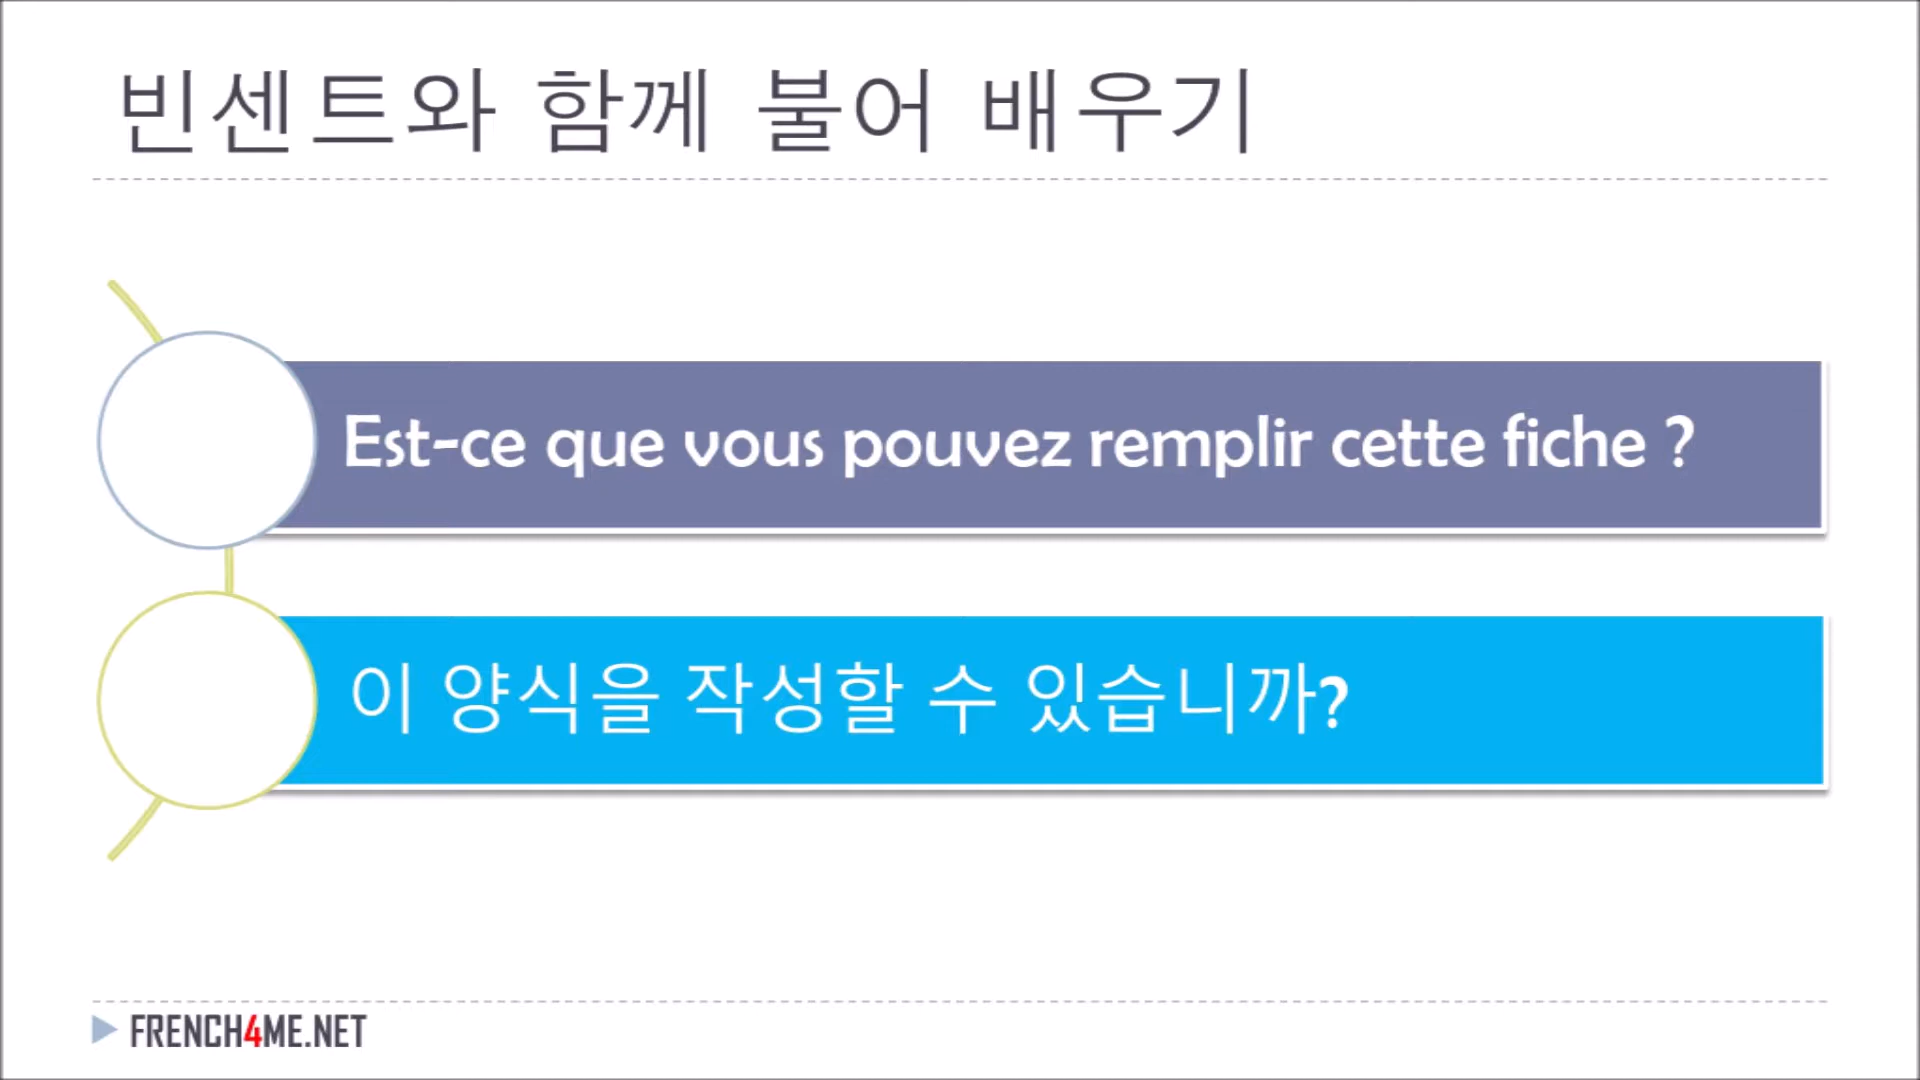 빈센트와 함께 불어 배우기
Est-ce que vous pouvez remplir cette fiche ?
이 양식을 작성할 수 있습니까?
FRENCH4ME.NET